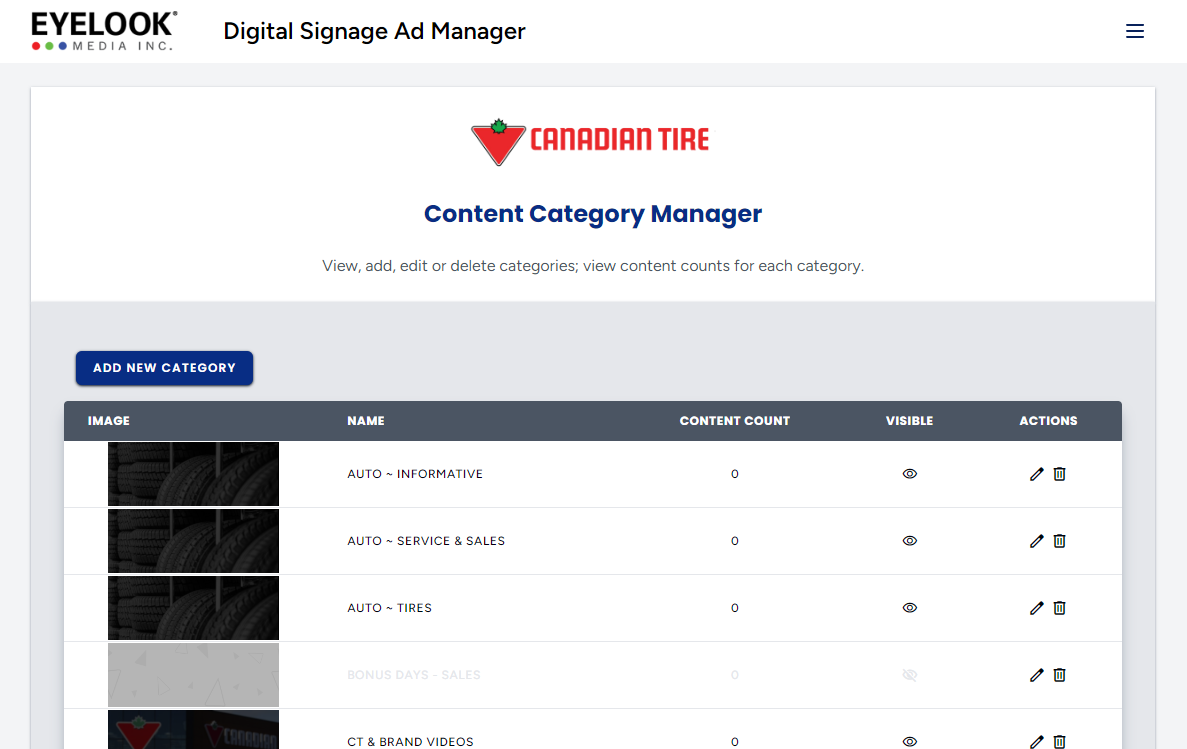 EYELOOK®
MEDIA INC.
Digital Signage Ad Manager
CANADIAN TIRE
Content Category Manager
View, add, edit or delete categories; view content counts for each category.
ADD NEW CATEGORY
IMAGE NAME CONTENT COUNT VISIBLE ACTIONS
AUTO ~ INFORMATIVE 0
AUTO ~ SERVICE & SALES 0
AUTO ~ TIRES 0
BONUS DAYS - SALES 0
CANADIAN
CT & BRAND VIDEOS 0